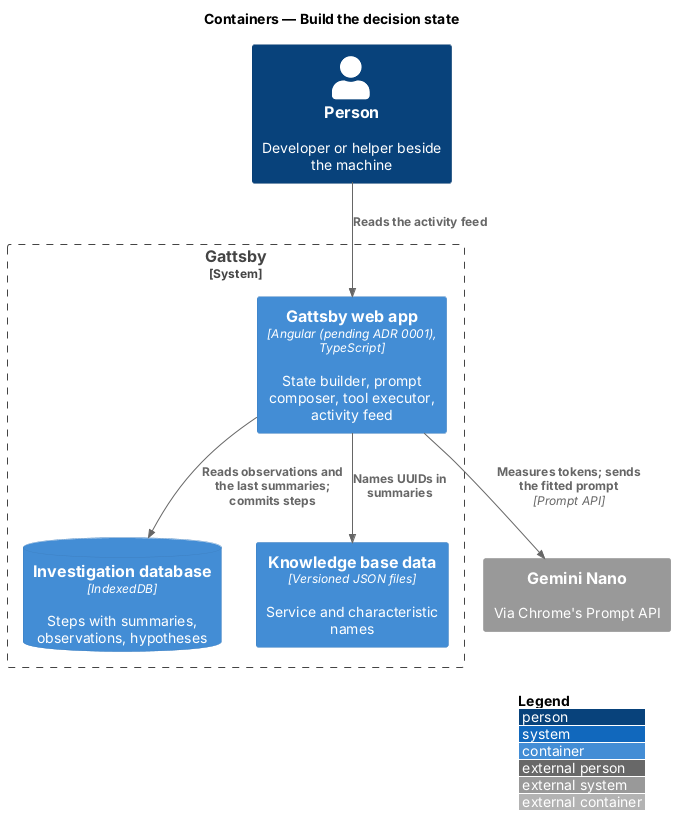 Containers — Build the decision state
Person
Developer or helper beside
the machine
Reads the activity feed
Gattsby
[System]
Gattsby web app
[Angular (pending ADR 0001),
TypeScript]
State builder, prompt
composer, tool executor,
activity feed
Reads observations and
the last summaries;
commits steps
Names UUIDs in
summaries
Measures tokens; sends
the fitted prompt
[Prompt API]
Investigation database
[IndexedDB]
Steps with summaries,
observations, hypotheses
Knowledge base data
[Versioned JSON files]
Service and characteristic
names
Gemini Nano
Via Chrome's Prompt API
Legend
person
system
container
external person
external system
external container